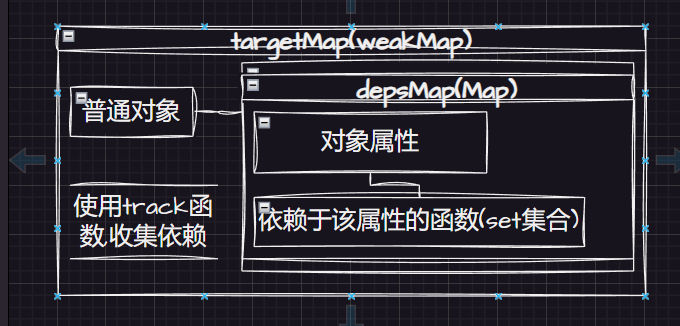 targetMap(weakMap)
depsMap(Map)
普通对象
对象属性
使用track函
数,收集依赖
依赖于该属性的函数(set集合)